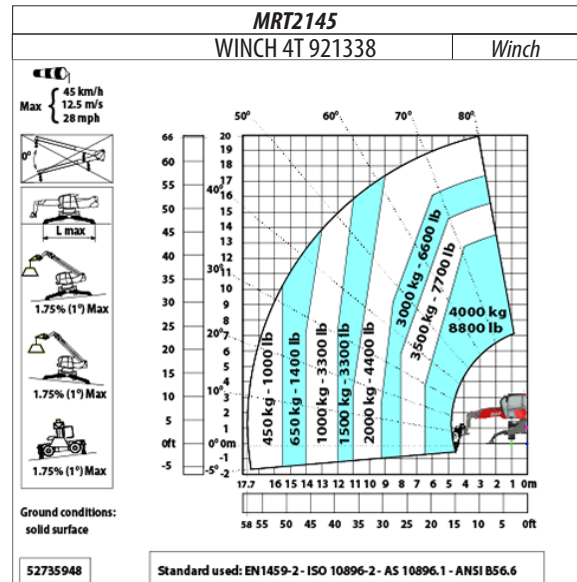 MRT2145
WINCH 4T 921338
Winch
Max
45 km/h
12.5 m/s
28 mph
0°
L max
1.75% (1°) Max
1.75% (1°) Max
1.75% (1°) Max
Ground conditions:
solid surface
52735948
50°
60°
70°
80°
40°
30°
20°
10°
0°
-5°
66
60
55
50
45
40
35
30
25
20
15
10
5
0ft
-5
20
19
18
17
16
15
14
13
12
11
10
9
8
7
6
5
4
3
2
1
0m
-1
-2
450 kg - 1000 lb
650 kg - 1400 lb
1000 kg - 3300 lb
1500 kg - 3300 lb
2000 kg - 4400 lb
3000 kg - 6600 lb
3500 kg - 7700 lb
4000 kg
8800 lb
17.7 16 15 14 13 12 11 10 9 8 7 6 5 4 3 2 1 0m
58 55 50 45 40 35 30 25 20 15 10 5 0ft
Standard used: EN1459-2 - ISO 10896-2 - AS 10896.1 - ANSI B56.6